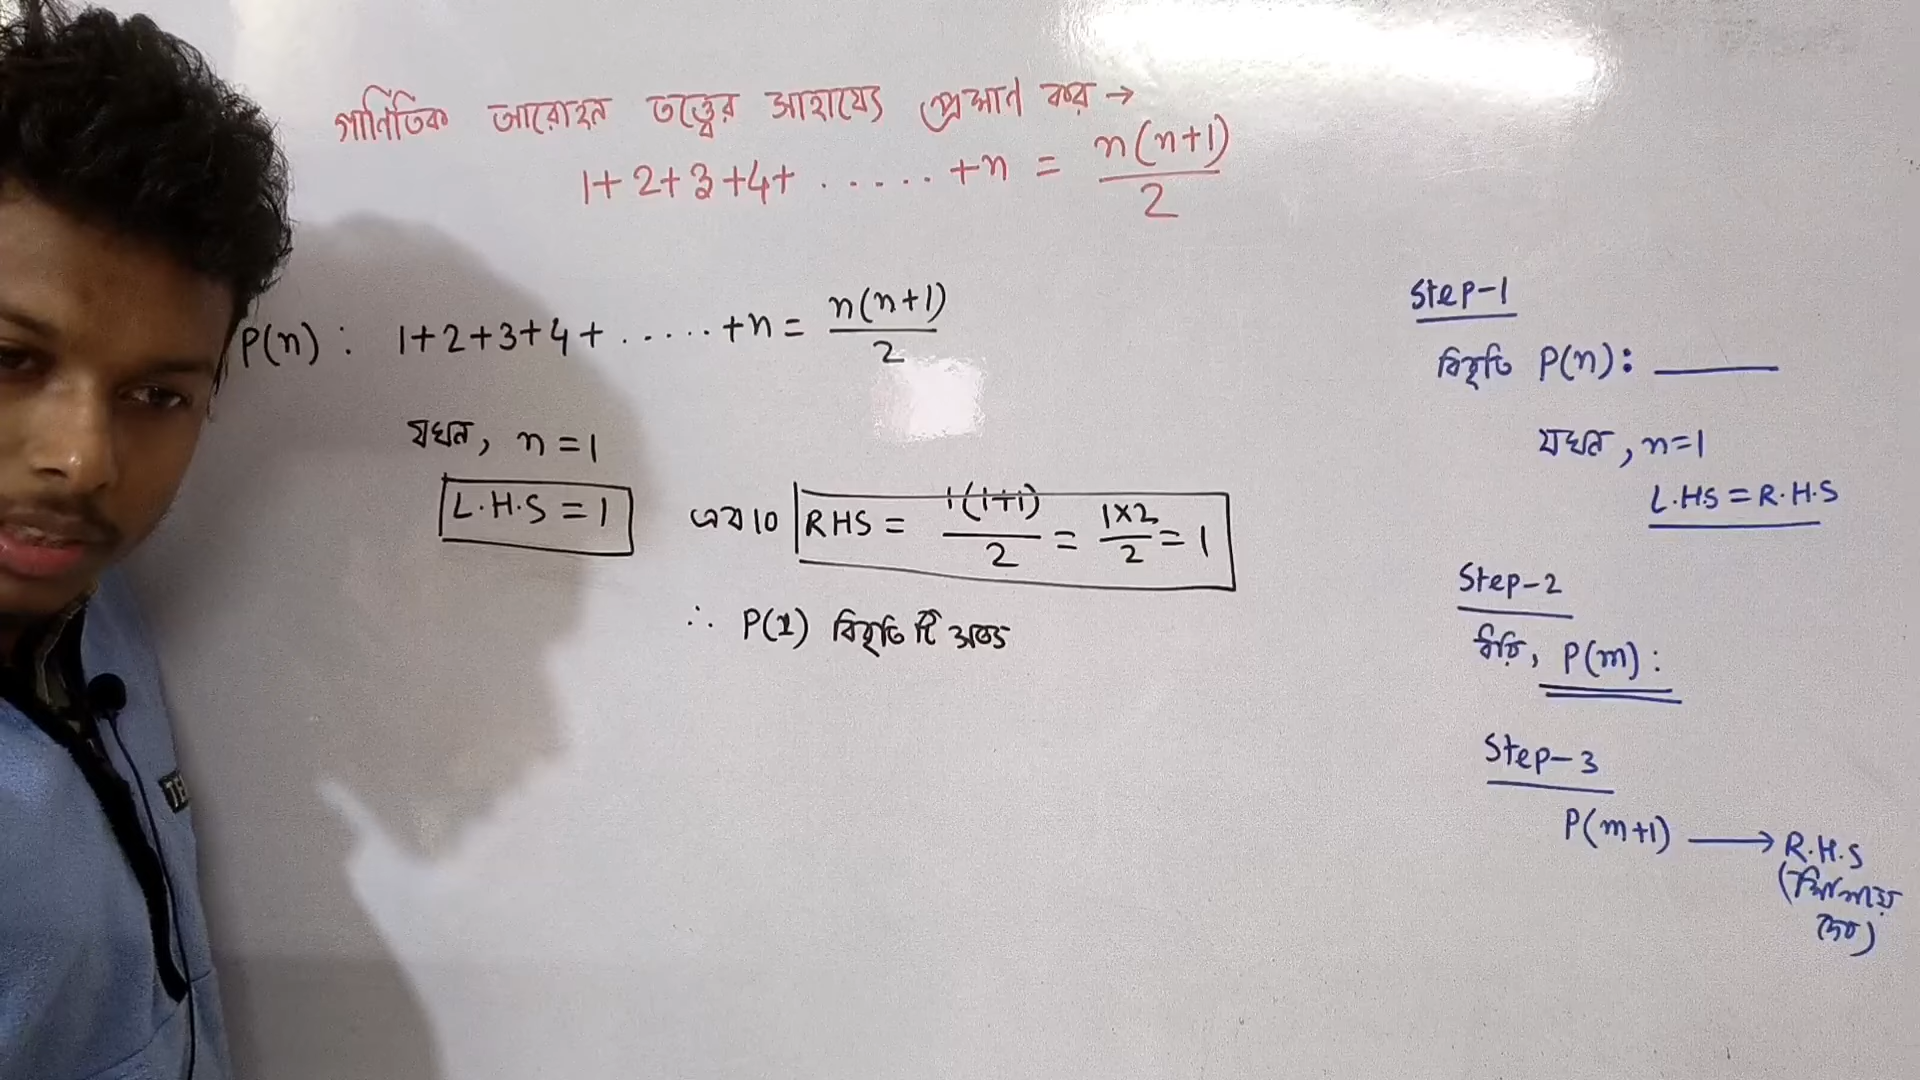 গাণিতিক আরোহন তত্ত্বের সাহায্যে প্রমাণ কর →
1+2+3+4+ ..... +n = n(n+1)/2
P(n) : 1+2+3+4+ ..... +n = n(n+1)/2
যখন, n=1
L.H.S = 1 এবং RHS = 1(1+1)/2 = 1×2/2 = 1
∴ P(1) বিবৃতি টি সত্য
Step-1
বিবৃতি P(n): ______
যখন, n=1
L.H.S = R.H.S
Step-2
ধরি, P(m) :
Step-3
P(m+1) ⟶ R.H.S
(মিলায়ে
দেব)